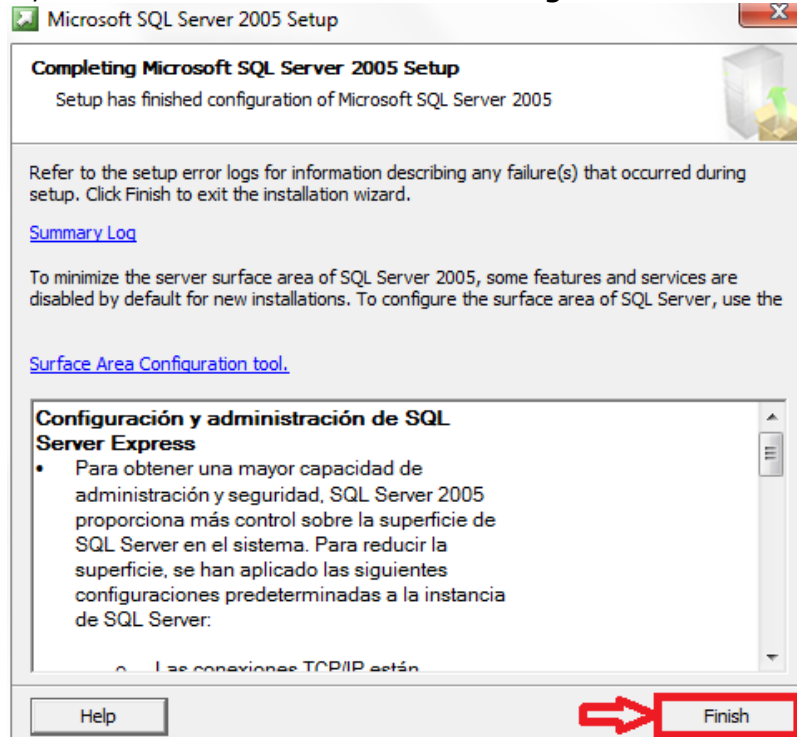 Microsoft SQL Server 2005 Setup
X
Completing Microsoft SQL Server 2005 Setup
Setup has finished configuration of Microsoft SQL Server 2005
Refer to the setup error logs for information describing any failure(s) that occurred during
setup. Click Finish to exit the installation wizard.
Summary Log
To minimize the server surface area of SQL Server 2005, some features and services are
disabled by default for new installations. To configure the surface area of SQL Server, use the
Surface Area Configuration tool.
Configuración y administración de SQL
Server Express
• Para obtener una mayor capacidad de
administración y seguridad, SQL Server 2005
proporciona más control sobre la superficie de
SQL Server en el sistema. Para reducir la
superficie, se han aplicado las siguientes
configuraciones predeterminadas a la instancia
de SQL Server:
o Las conexiones TCP/IP están
Help
Finish